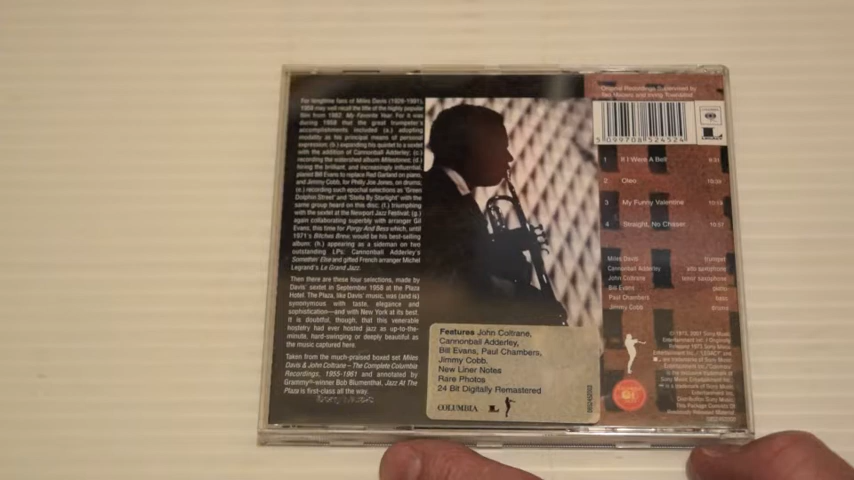 For longtime fans of Miles Davis (1926-1991),
1958 may well recall the title of the highly popular
film from 1982: My Favorite Year. For it was
during 1958 that the great trumpeter's
accomplishments included (a.) adopting
modality as his principal means of personal
expression; (b.) expanding his quintet to a sextet
with the addition of Cannonball Adderley; (c.)
recording the watershed album Milestones; (d.)
hiring the brilliant, and increasingly influential,
pianist Bill Evans to replace Red Garland on piano,
and Jimmy Cobb, for Philly Joe Jones, on drums;
(e.) recording such epochal selections as "Green
Dolphin Street" and "Stella By Starlight" with the
same group heard on this disc; (f.) triumphing
with the sextet at the Newport Jazz Festival; (g.)
again collaborating superbly with arranger Gil
Evans, this time for Porgy And Bess which, until
1971's Bitches Brew, would be his best-selling
album; (h.) appearing as a sideman on two
outstanding LPs: Cannonball Adderley's
Somethin' Else and gifted French arranger Michel
Legrand's Le Grand Jazz.
Then there are these four selections, made by
Davis' sextet in September 1958 at the Plaza
Hotel. The Plaza, like Davis' music, was (and is)
synonymous with taste, elegance and
sophistication—and with New York at its best.
It is doubtful, though, that this venerable
hostelry had ever hosted jazz as up-to-the-
minute, hard-swinging or deeply beautiful as
the music captured here.
Taken from the much-praised boxed set Miles
Davis & John Coltrane—The Complete Columbia
Recordings, 1955-1961 and annotated by
Grammy®-winner Bob Blumenthal, Jazz At The
Plaza is first-class all the way.
Features John Coltrane,
Cannonball Adderley,
Bill Evans, Paul Chambers,
Jimmy Cobb.
New Liner Notes
Rare Photos
24 Bit Digitally Remastered
COLUMBIA L
Original Recordings Supervised by
Teo Macero and Irving Townsend
5 099708 524524
1 If I Were A Bell
2 Oleo
3 My Funny Valentine
4 Straight, No Chaser
Miles Davis trumpet
Cannonball Adderley alto saxophone
John Coltrane tenor saxophone
Bill Evans piano
Paul Chambers bass
Jimmy Cobb drums